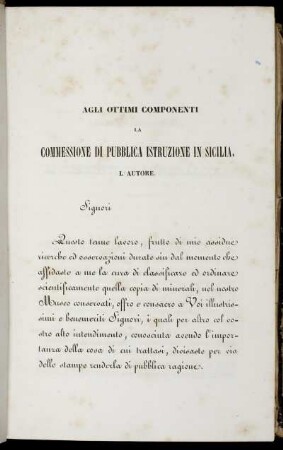 AGLI OTTIMI COMPONENTI
LA
COMMESSIONE DI PUBBLICA ISTRUZIONE IN SICILIA.
L' AUTORE.
Signori
Questo tenue lavoro, frutto di mie assidue
ricerche ed osservazioni durate sin dal momento che
affidaste a me la cura di classificare ed ordinare
scientificamente quella copia di minerali, nel nostro
Museo conservati, offro e consacro a Voi illustris-
simi e benemeriti Signori, i quali per altro col vo-
stro alto intendimento, conosciuta avendo l'impor-
tanza della cosa di cui trattasi, decisaste per via
delle stampe renderla di pubblica ragione.